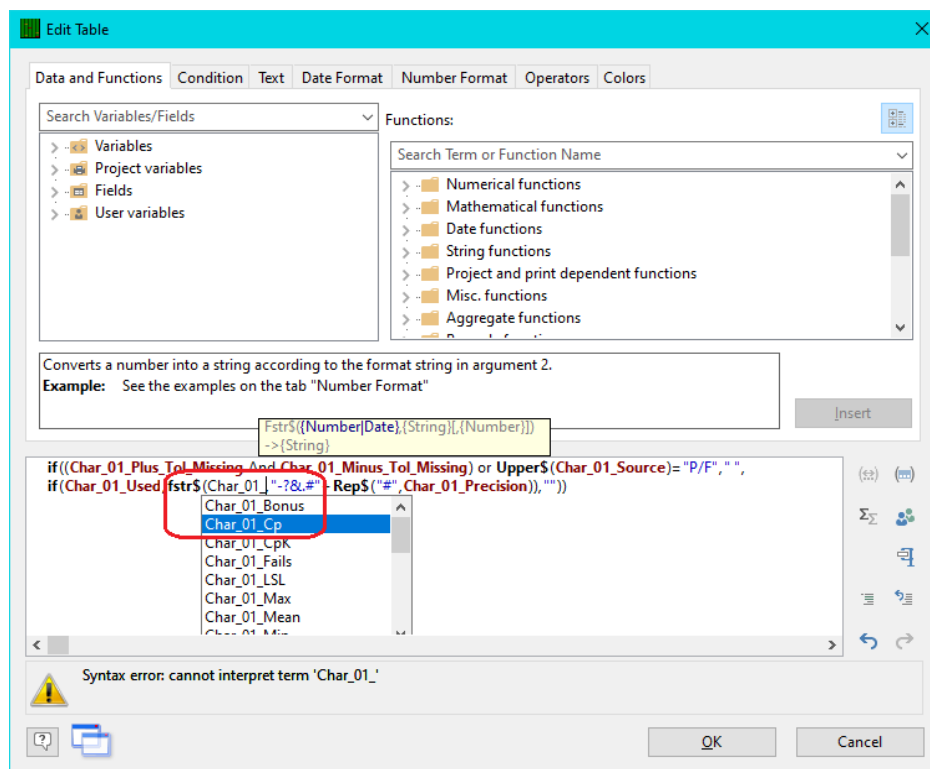 Edit Table
Data and Functions Condition Text Date Format Number Format Operators Colors
Search Variables/Fields
Variables
Project variables
Fields
User variables
Functions:
Search Term or Function Name
Numerical functions
Mathematical functions
Date functions
String functions
Project and print dependent functions
Misc. functions
Aggregate functions
Converts a number into a string according to the format string in argument 2.
Example: See the examples on the tab "Number Format"
Insert
Fstr$({Number|Date},{String}[,{Number}])
->{String}
if((Char_01_Plus_Tol_Missing And Char_01_Minus_Tol_Missing) or Upper$(Char_01_Source)="P/F"," ",
if(Char_01_Used,fstr$(Char_01_,"-?&.#"+Rep$("#",Char_01_Precision)),""))
Char_01_Bonus
Char_01_Cp
Char_01_CpK
Char_01_Fails
Char_01_LSL
Char_01_Max
Char_01_Mean
Char_01_Min
Syntax error: cannot interpret term 'Char_01_'
OK Cancel